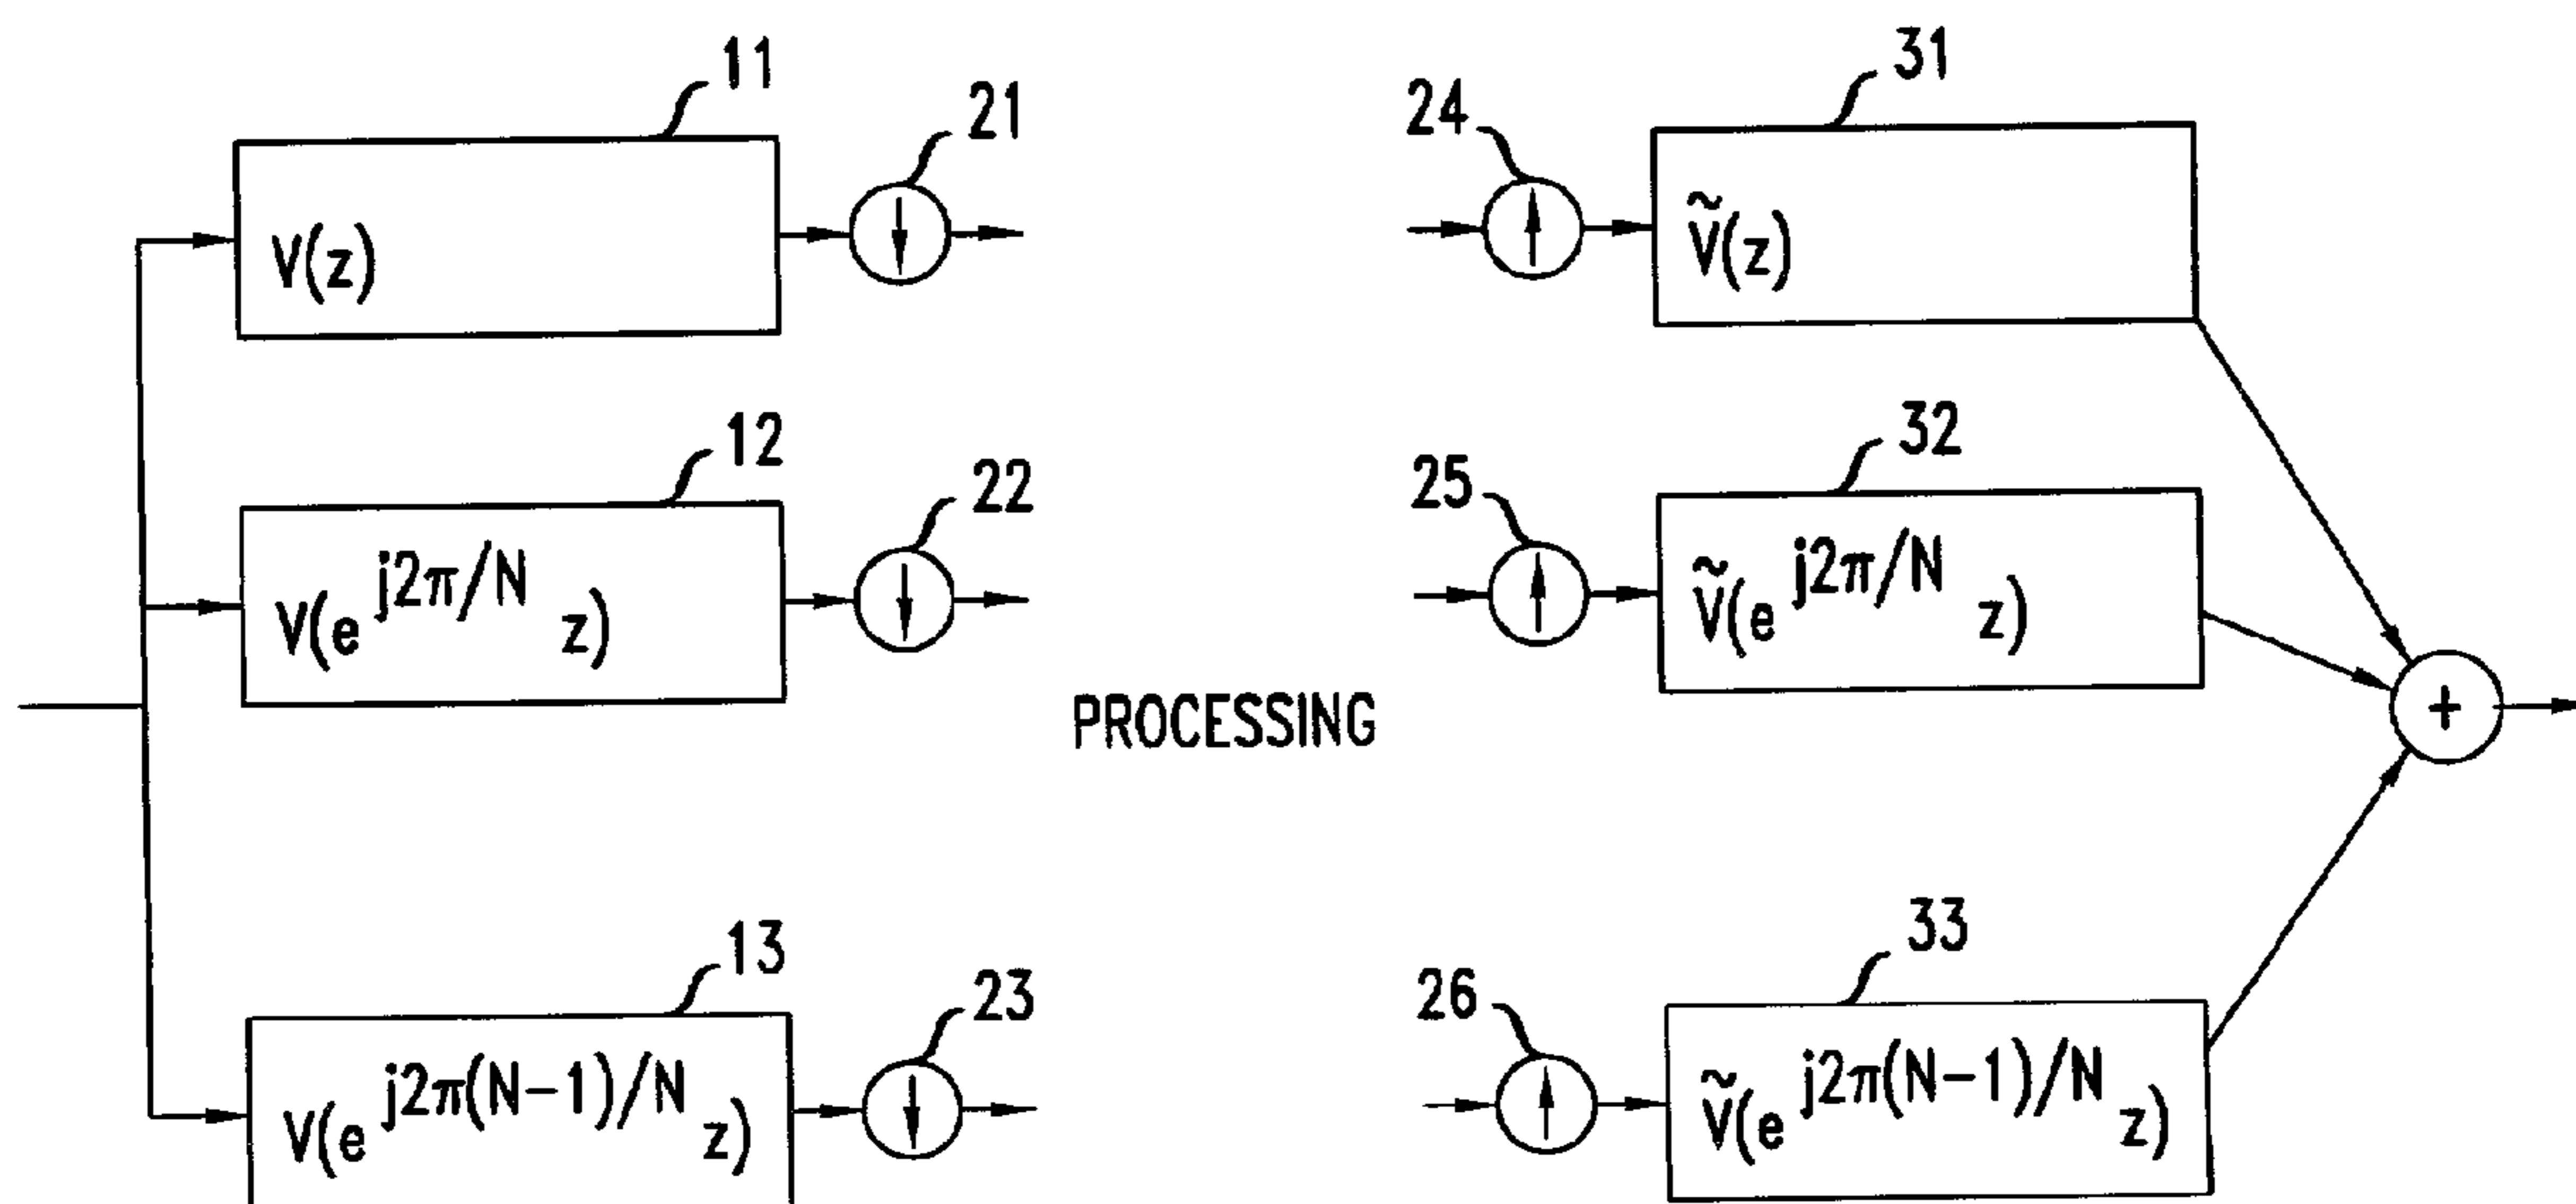 11
21
V(z)
24
31
Ṽ(z)
12
22
V(e^{j2π/N} z)
25
32
Ṽ(e^{j2π/N} z)
PROCESSING
+
13
23
V(e^{j2π(N-1)/N} z)
26
33
Ṽ(e^{j2π(N-1)/N} z)